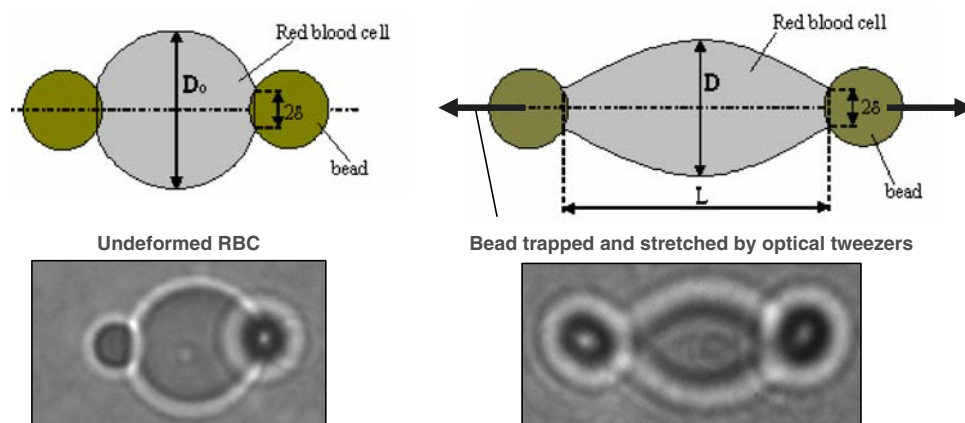 Red blood cell
D₀
2δ
bead
Undeformed RBC
Red blood cell
D
2δ
bead
L
Bead trapped and stretched by optical tweezers